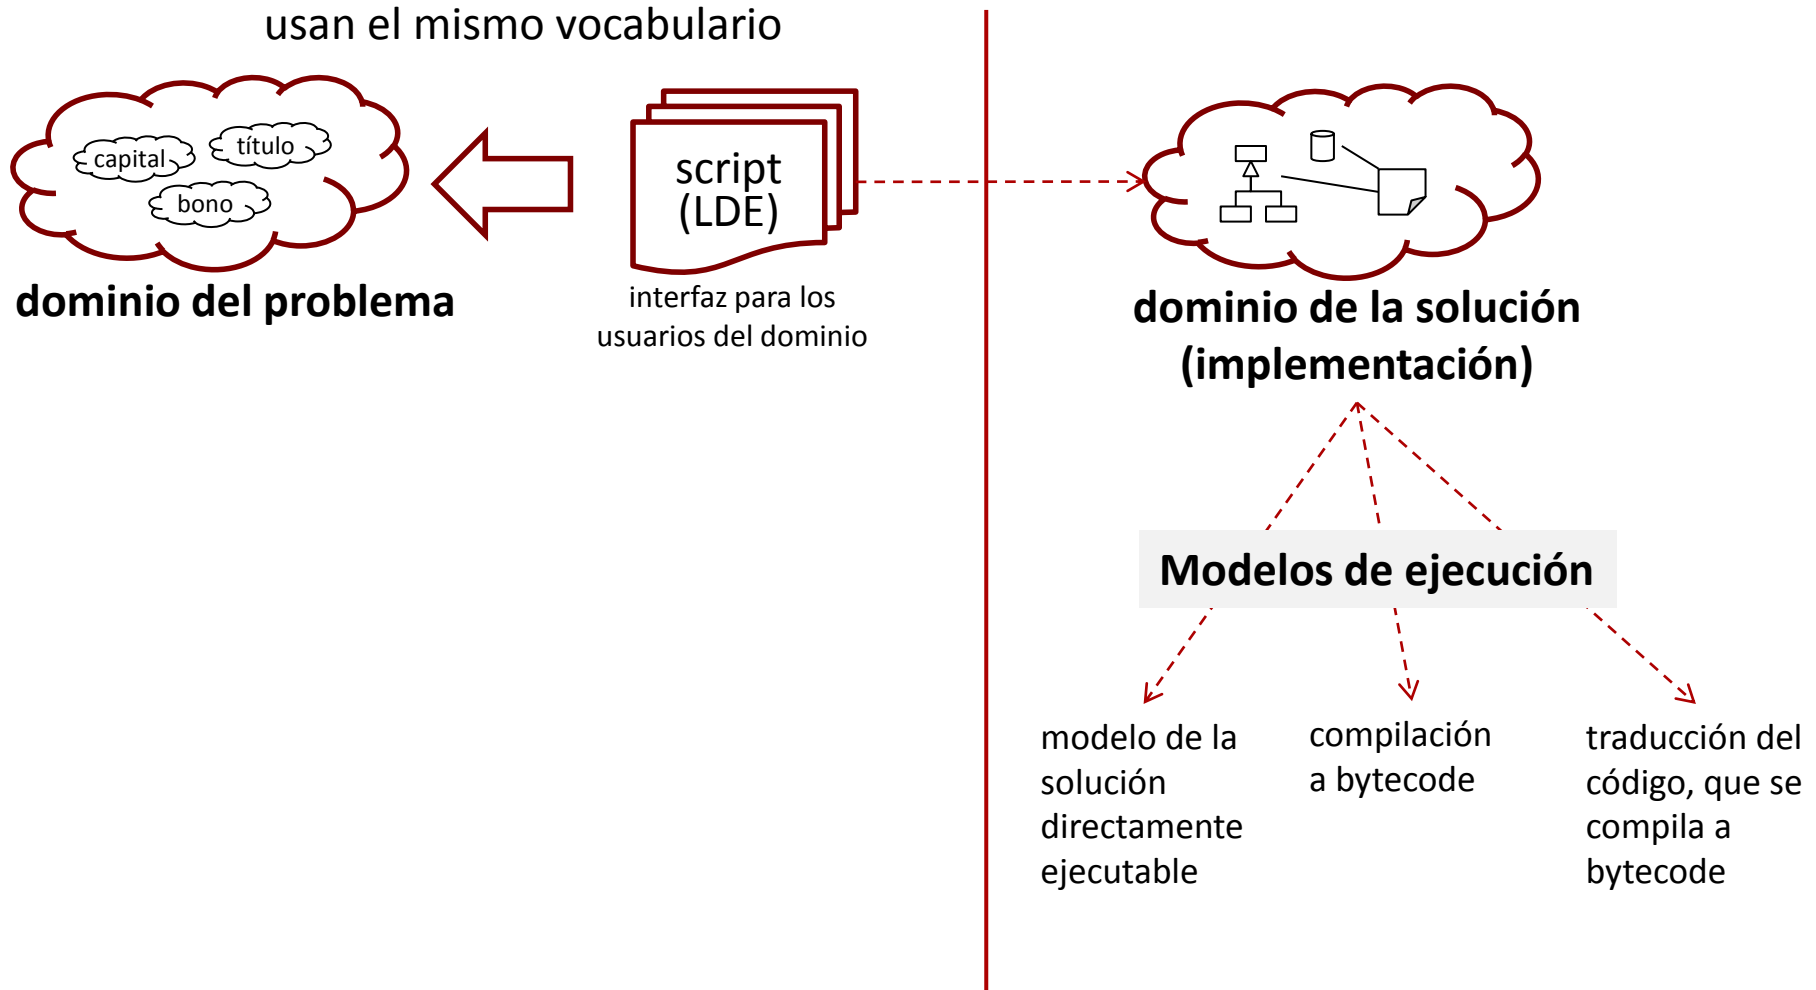 usan el mismo vocabulario
capital
título
bono
dominio del problema
script
(LDE)
interfaz para los
usuarios del dominio
dominio de la solución
(implementación)
Modelos de ejecución
modelo de la
solución
directamente
ejecutable
compilación
a bytecode
traducción del
código, que se
compila a
bytecode